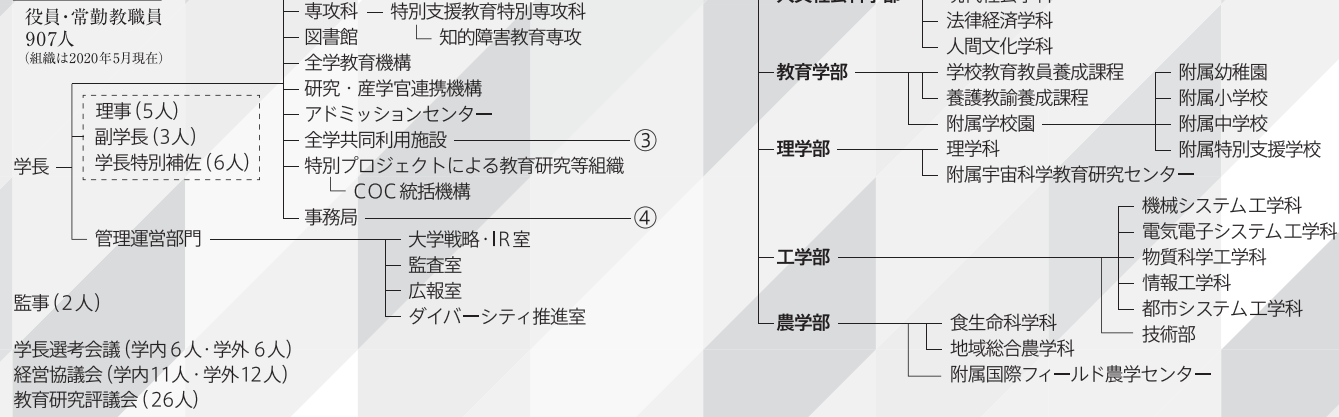 役員・常勤教職員
907人
(組織は2020年5月現在)
学長
理事(5人)
副学長(3人)
学長特別補佐(6人)
専攻科
特別支援教育特別専攻科
知的障害教育専攻
図書館
全学教育機構
研究・産学官連携機構
アドミッションセンター
全学共同利用施設
③
特別プロジェクトによる教育研究等組織
COC統括機構
事務局
④
管理運営部門
大学戦略・IR室
監査室
広報室
ダイバーシティ推進室
監事(2人)
学長選考会議(学内6人・学外6人)
経営協議会(学内11人・学外12人)
教育研究評議会(26人)
法律経済学科
人間文化学科
教育学部
学校教育教員養成課程
養護教諭養成課程
附属学校園
附属幼稚園
附属小学校
附属中学校
附属特別支援学校
理学部
理学科
附属宇宙科学教育研究センター
工学部
機械システム工学科
電気電子システム工学科
物質科学工学科
情報工学科
都市システム工学科
技術部
農学部
食生命科学科
地域総合農学科
附属国際フィールド農学センター